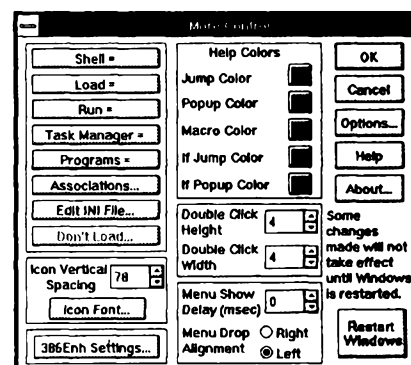 More Control
Shell =
Load =
Run =
Task Manager =
Programs =
Associations...
Edit INI File...
Don't Load...
Icon Vertical Spacing
78
Icon Font...
386Enh Settings...
Help Colors
Jump Color
Popup Color
Macro Color
If Jump Color
If Popup Color
Double Click Height
4
Double Click Width
4
Menu Show Delay (msec)
0
Menu Drop Alignment
Right
Left
OK
Cancel
Options...
Help
About...
Some
changes
made will not
take effect
until Windows
is restarted.
Restart
Windows